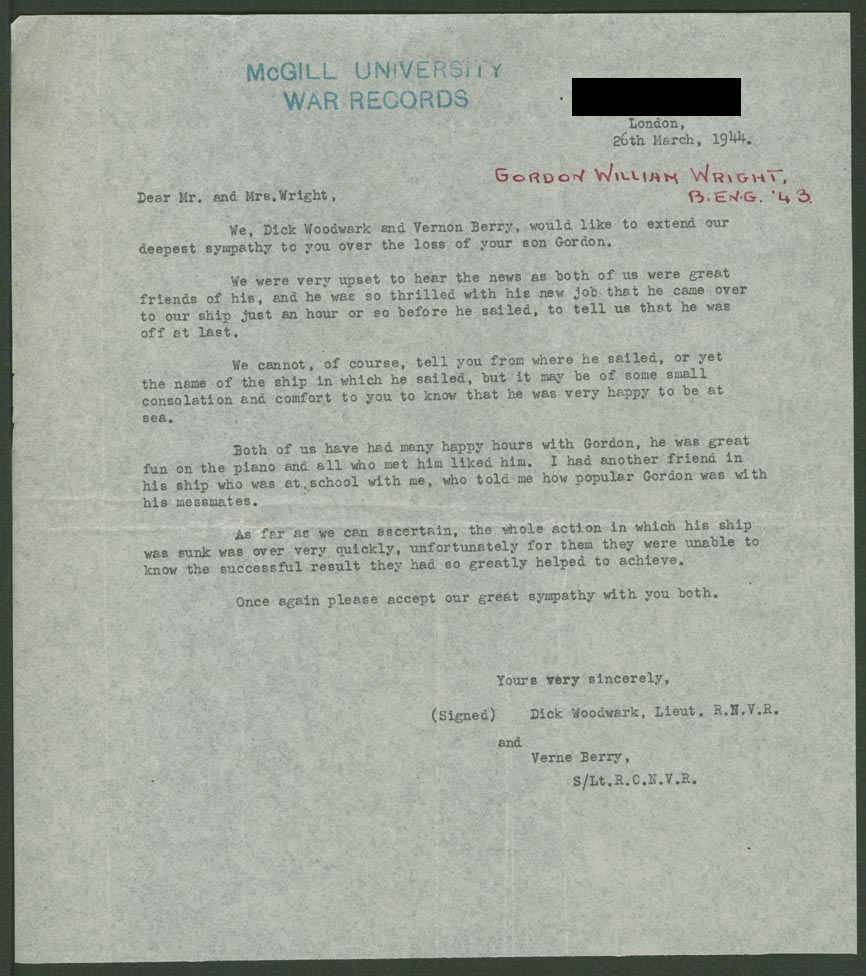 McGILL UNIVERSITY
WAR RECORDS
London,
26th March, 1944.
GORDON WILLIAM WRIGHT,
B.ENG. '43.
Dear Mr. and Mrs.Wright,
We, Dick Woodwark and Vernon Berry, would like to extend our
deepest sympathy to you over the loss of your son Gordon.
We were very upset to hear the news as both of us were great
friends of his, and he was so thrilled with his new job that he came over
to our ship just an hour or so before he sailed, to tell us that he was
off at last.
We cannot, of course, tell you from where he sailed, or yet
the name of the ship in which he sailed, but it may be of some small
consolation and comfort to you to know that he was very happy to be at
sea.
Both of us have had many happy hours with Gordon, he was great
fun on the piano and all who met him liked him. I had another friend in
his ship who was at school with me, who told me how popular Gordon was with
his messmates.
As far as we can ascertain, the whole action in which his ship
was sunk was over very quickly, unfortunately for them they were unable to
know the successful result they had so greatly helped to achieve.
Once again please accept our great sympathy with you both.
Yours very sincerely,
(Signed) Dick Woodwark, Lieut. R.N.V.R.
and
Verne Berry,
S/Lt.R.C.N.V.R.